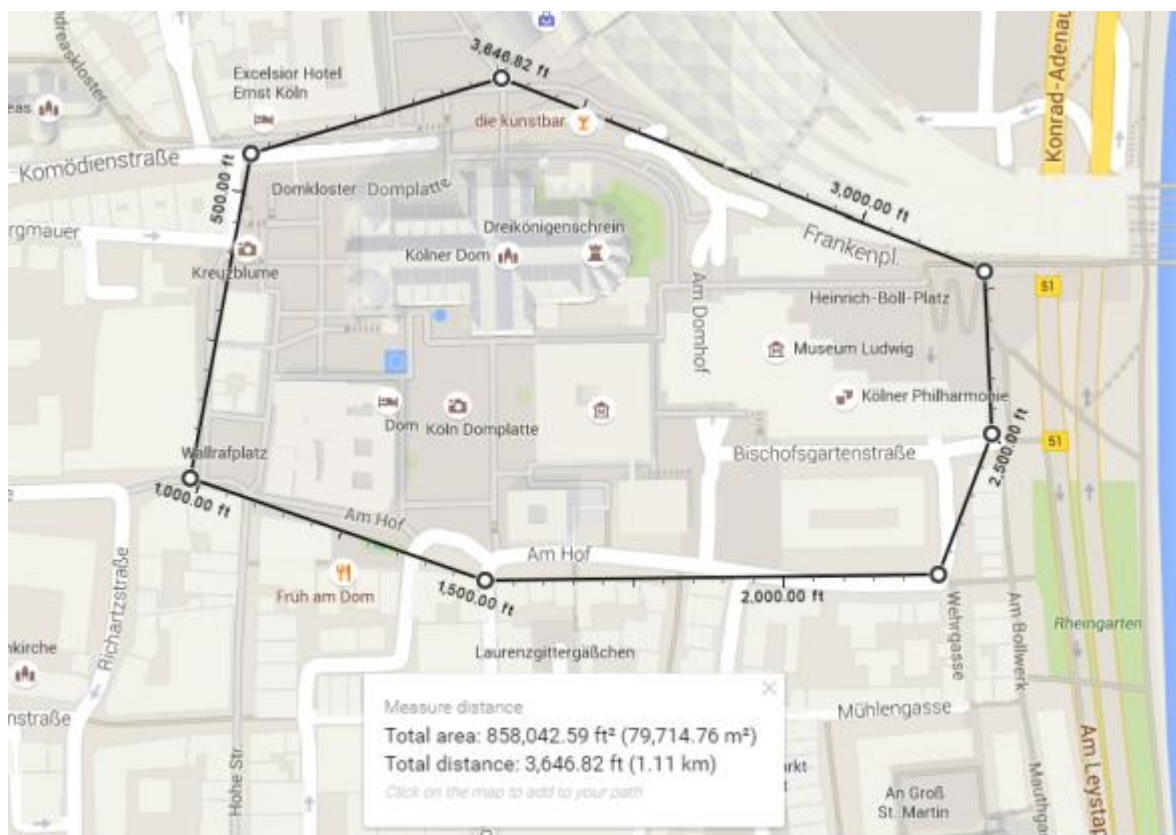 3,646.82 ft
Excelsior Hotel
Ernst Köln
die kunstbar
Konrad-Adenau
Komödienstraße
500.00 ft
Domkloster
Domplatte
3,000.00 ft
Dreikönigenschrein
Frankenpl.
Kölner Dom
Kreuzblume
Heinrich-Böll-Platz
51
Am Domhof
Museum Ludwig
Kölner Philharmonie
Dom
Köln Domplatte
2,500.00 ft
51
Wallrafplatz
Bischofsgartenstraße
1,000.00 ft
Am Hof
Am Hof
Früh am Dom
1,500.00 ft
2,000.00 ft
Wehrgasse
Am Bollwerk
Rheingarten
Richartzstraße
Laurenzgittergäßchen
Mühlengasse
Hohe Str.
Measure distance
Total area: 858,042.59 ft² (79,714.76 m²)
Total distance: 3,646.82 ft (1.11 km)
Click on the map to add to your path
An Groß
St. Martin
Mauthga
Am Leysta